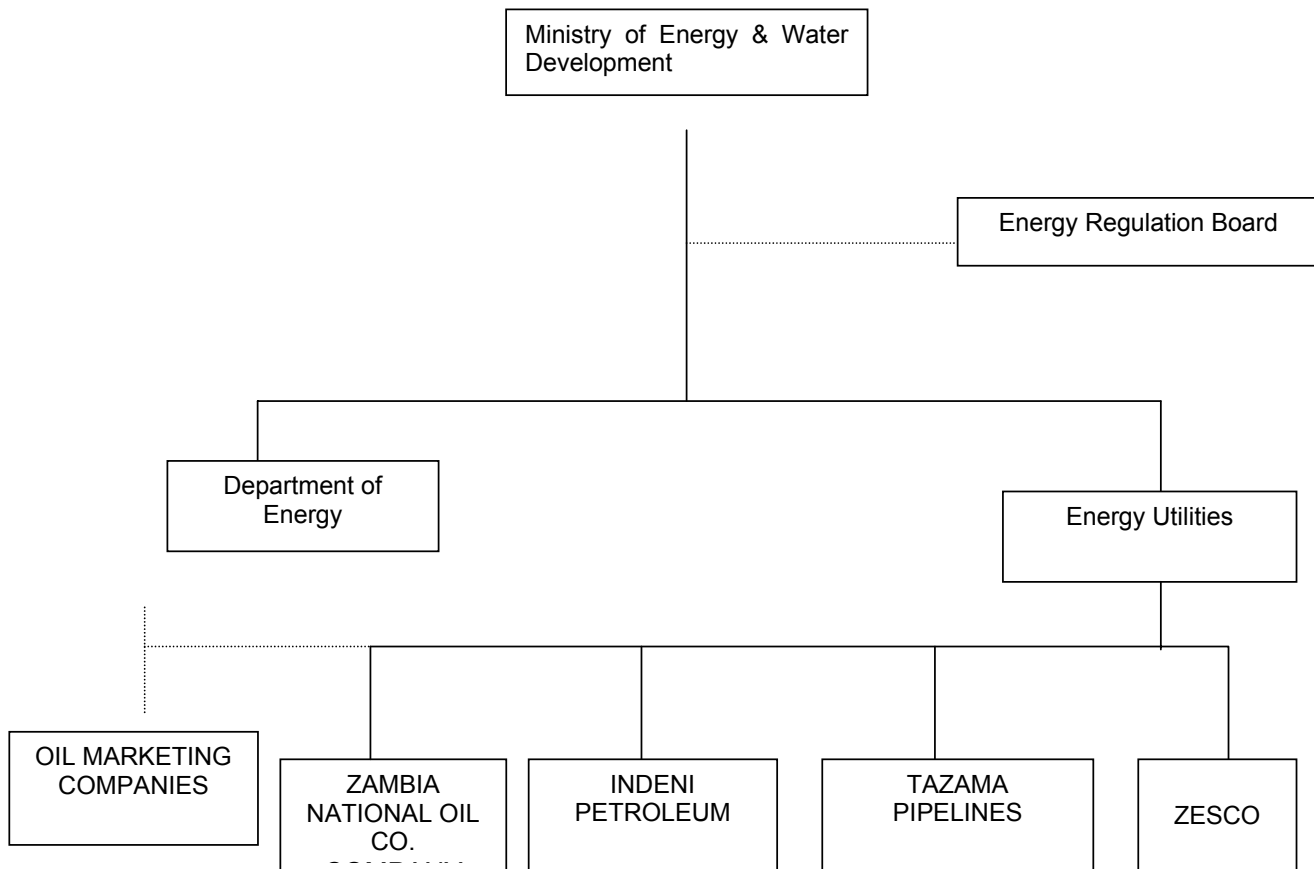 Ministry of Energy & Water
Development
Energy Regulation Board
Department of
Energy
Energy Utilities
OIL MARKETING
COMPANIES
ZAMBIA
NATIONAL OIL
CO.
INDENI
PETROLEUM
TAZAMA
PIPELINES
ZESCO